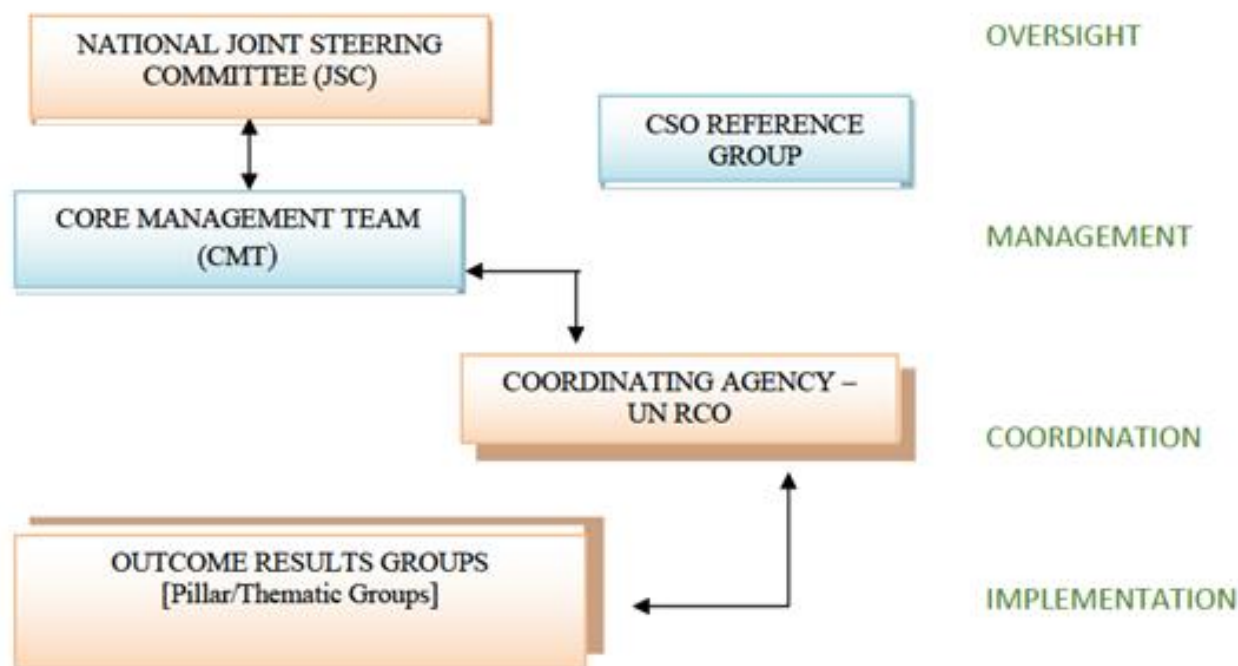 NATIONAL JOINT STEERING
COMMITTEE (JSC)
OVERSIGHT
CSO REFERENCE
GROUP
CORE MANAGEMENT TEAM
(CMT)
MANAGEMENT
COORDINATING AGENCY –
UN RCO
COORDINATION
OUTCOME RESULTS GROUPS
[Pillar/Thematic Groups]
IMPLEMENTATION